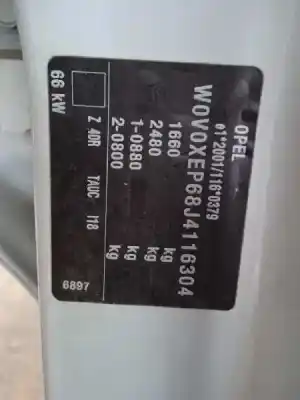 OPEL
e1*2001/116*0379
W0V0XEP68J4116304
1660 kg
2480 kg
1-0880 kg
2-0800 kg
Z 40R TAUC I18
66 kW 6897